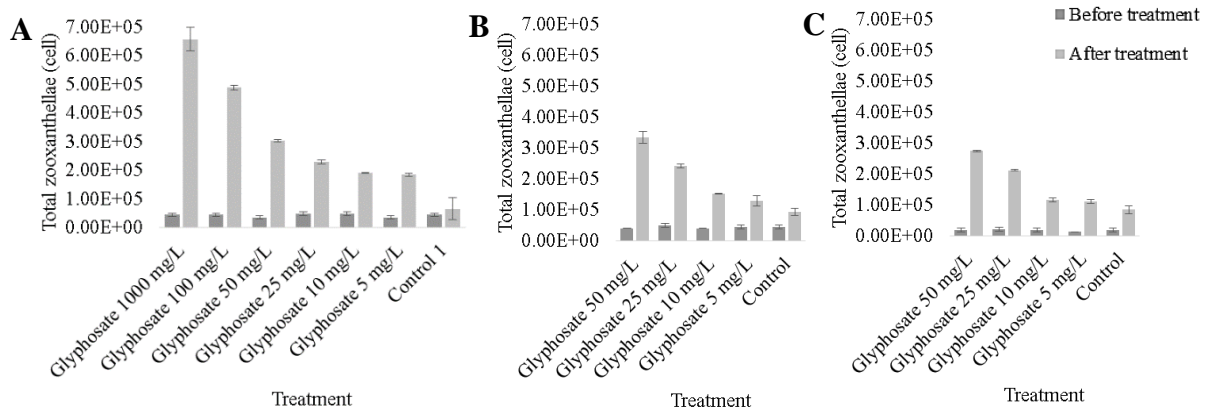 A
Total zooxanthellae (cell)
7.00E+05
6.00E+05
5.00E+05
4.00E+05
3.00E+05
2.00E+05
1.00E+05
0.00E+00
Glyphosate 1000 mg/L
Glyphosate 100 mg/L
Glyphosate 50 mg/L
Glyphosate 25 mg/L
Glyphosate 10 mg/L
Glyphosate 5 mg/L
Control 1
Treatment
B
Total zooxanthellae (cell)
7.00E+05
6.00E+05
5.00E+05
4.00E+05
3.00E+05
2.00E+05
1.00E+05
0.00E+00
Glyphosate 50 mg/L
Glyphosate 25 mg/L
Glyphosate 10 mg/L
Glyphosate 5 mg/L
Control
Treatment
C
Total zooxanthellae (cell)
7.00E+05
6.00E+05
5.00E+05
4.00E+05
3.00E+05
2.00E+05
1.00E+05
0.00E+00
Glyphosate 50 mg/L
Glyphosate 25 mg/L
Glyphosate 10 mg/L
Glyphosate 5 mg/L
Control
Treatment
Before treatment
After treatment